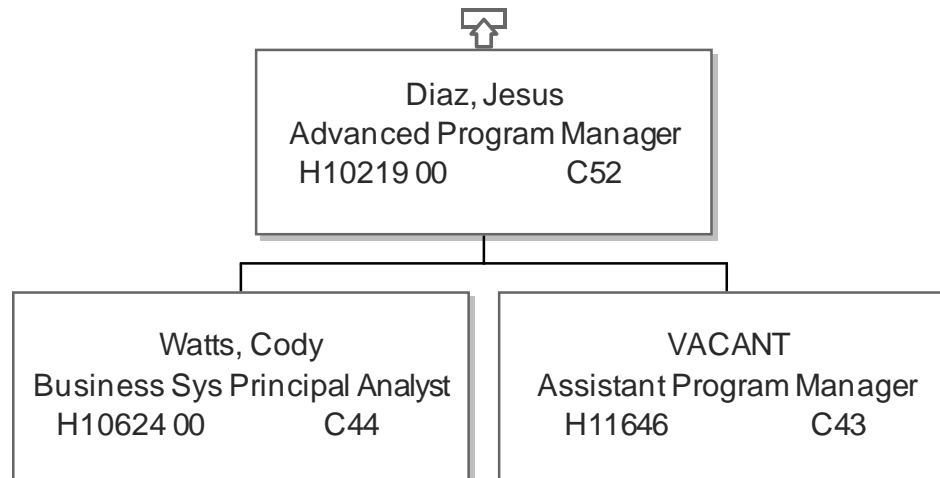 Diaz, Jesus
Advanced Program Manager
H10219 00 C52
Watts, Cody
Business Sys Principal Analyst
H10624 00 C44
VACANT
Assistant Program Manager
H11646 C43